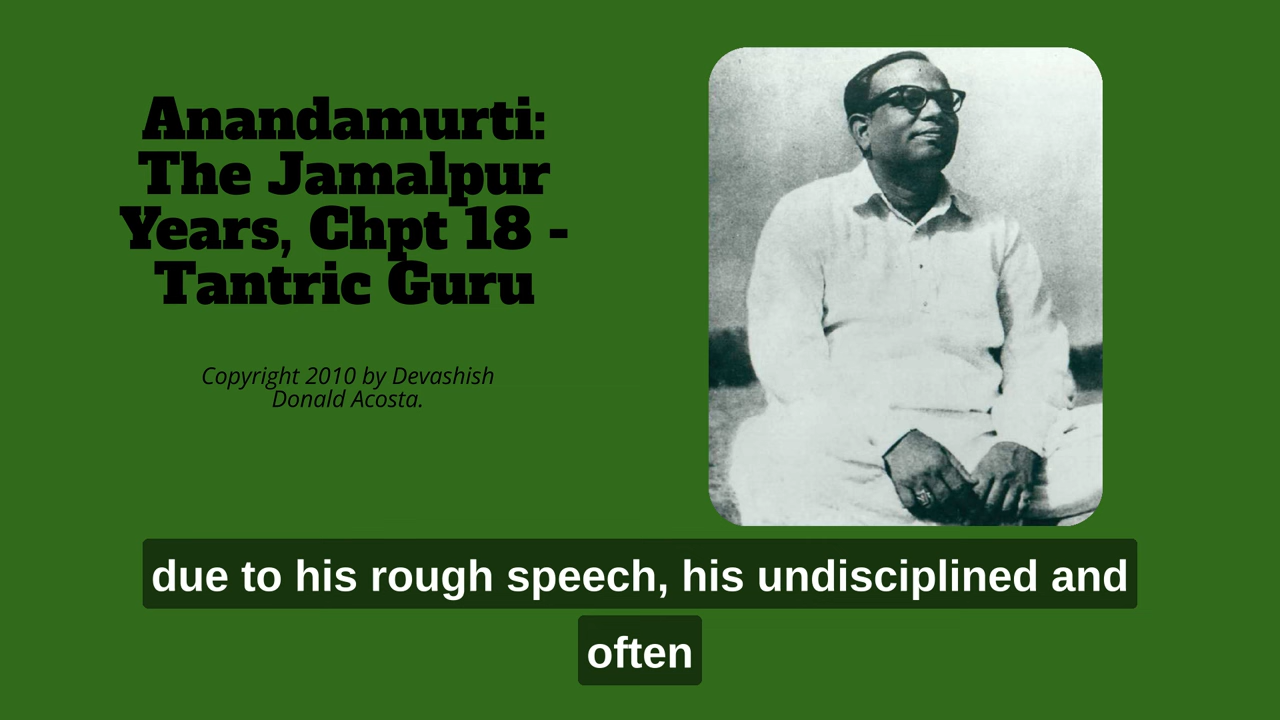 Anandamurti:
The Jamalpur
Years, Chpt 18 -
Tantric Guru
Copyright 2010 by Devashish
Donald Acosta.
due to his rough speech, his undisciplined and
often